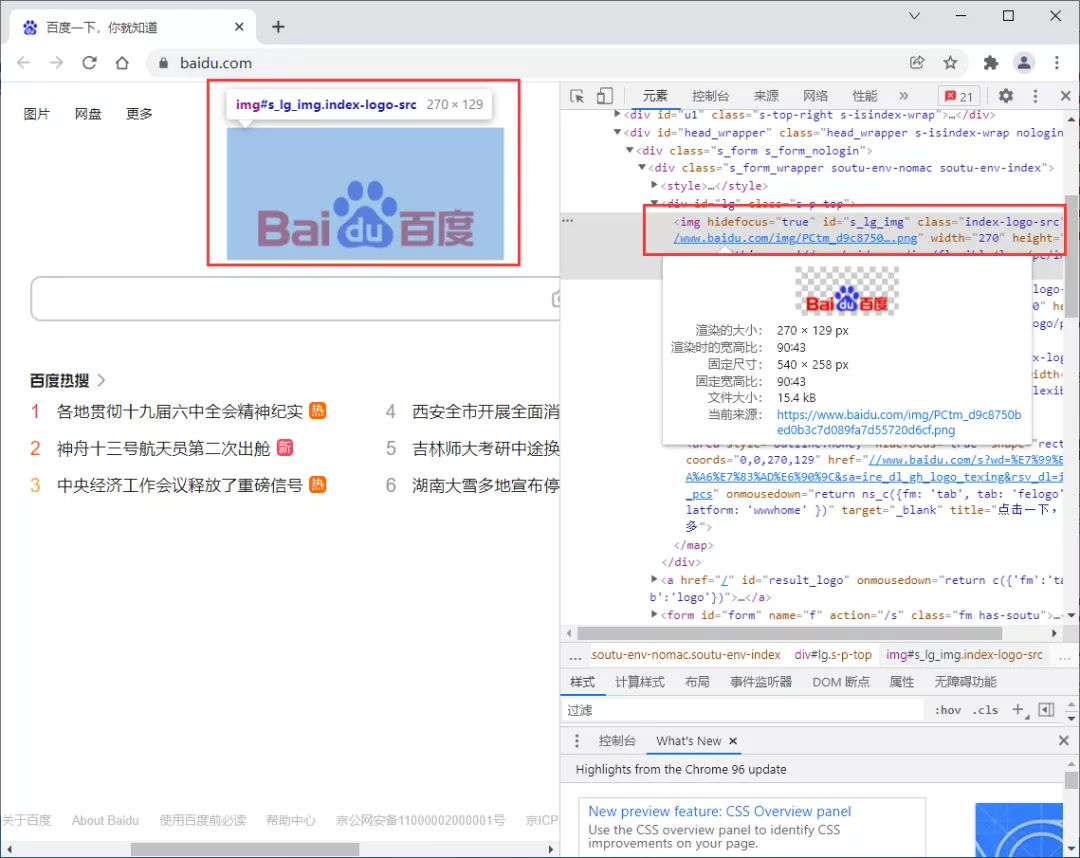 百度一下，你就知道
baidu.com
图片 网盘 更多
img#s_lg_img.index-logo-src 270 × 129
Bai du 百度
百度热搜
1 各地贯彻十九届六中全会精神纪实 热
2 神舟十三号航天员第二次出舱 新
3 中央经济工作会议释放了重磅信号 热
4 西安全市开展全面消
5 吉林师大考研中途换
6 湖南大雪多地宣布停
关于百度 About Baidu 使用百度前必读 帮助中心 京公网安备11000002000001号 京ICP
元素 控制台 来源 网络 性能 » 21
<div id="u1" class="s-top-right s-isindex-wrap">…</div>
<div id="head_wrapper" class="head_wrapper s-isindex-wrap nologin
<div class="s_form s_form_nologin">
<div class="s_form_wrapper soutu-env-nomac soutu-env-index">
<style>…</style>
<div id="lg" class="s-p-top">
<img hidefocus="true" id="s_lg_img" class="index-logo-src"
/www.baidu.com/img/PCtm_d9c8750….png" width="270" height="
Bai du 百度
渲染的大小： 270 × 129 px
渲染时的宽高比： 90∶43
固定尺寸： 540 × 258 px
固定宽高比： 90∶43
文件大小： 15.4 kB
当前来源： https://www.baidu.com/img/PCtm_d9c8750b
ed0b3c7d089fa7d55720d6cf.png
coords="0,0,270,129" href="//www.baidu.com/s?wd=%E7%99%E
A%A6%E7%83%AD%E6%90%9C&sa=ire_dl_gh_logo_texing&rsv_dl=i
_pcs" onmousedown="return ns_c({fm: 'tab', tab: 'felogo'
latform: 'wwwhome' })" target="_blank" title="点击一下，
多">
</map>
</div>
<a href="/" id="result_logo" onmousedown="return c({'fm':'ta
b':'logo'})">…</a>
<form id="form" name="f" action="/s" class="fm has-soutu">…
... soutu-env-nomac.soutu-env-index div#lg.s-p-top img#s_lg_img.index-logo-src ...
样式 计算样式 布局 事件监听器 DOM 断点 属性 无障碍功能
过滤 :hov .cls +
控制台 What's New ×
Highlights from the Chrome 96 update
New preview feature: CSS Overview panel
Use the CSS overview panel to identify CSS
improvements on your page.